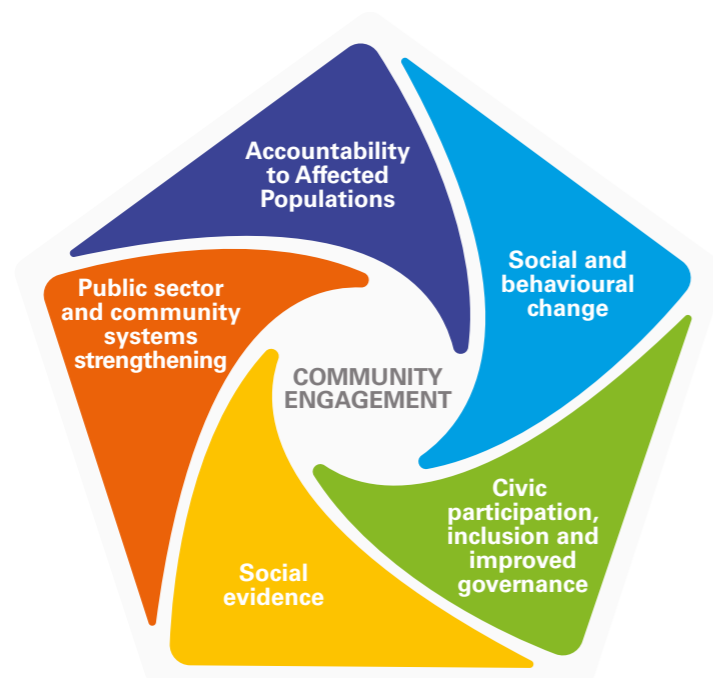 Accountability
to Affected
Populations
Social and
behavioural
change
Public sector
and community
systems
strengthening
COMMUNITY
ENGAGEMENT
Civic
participation,
inclusion and
improved
governance
Social
evidence